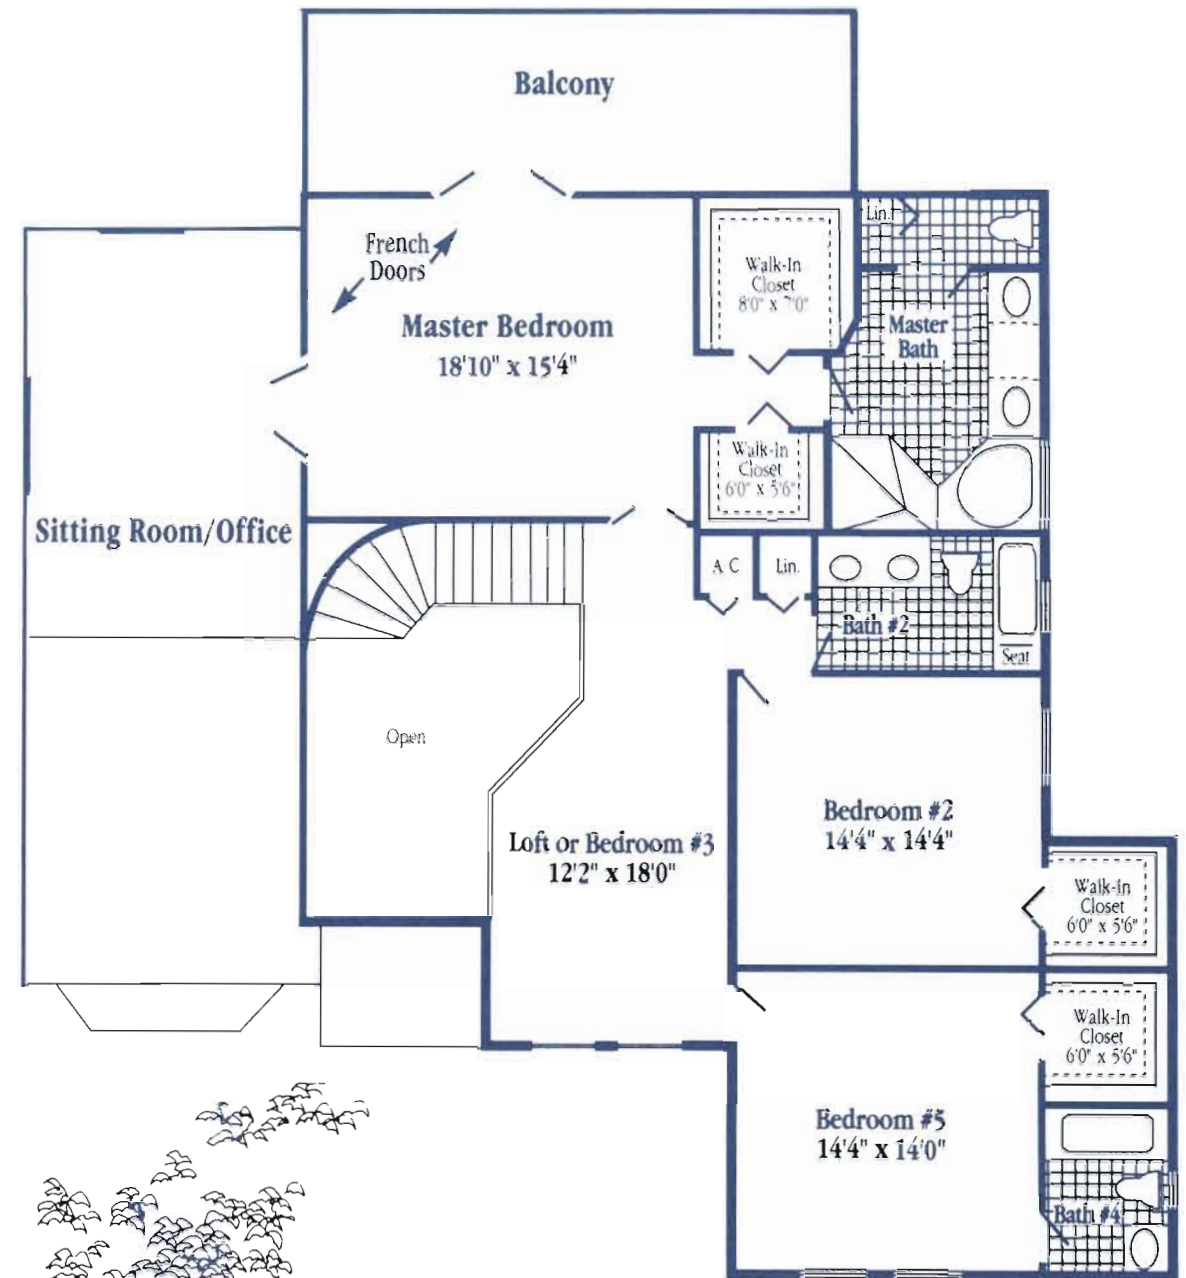 Balcony
French
Doors
Master Bedroom
18'10" x 15'4"
Walk-In
Closet
8'0" x 7'0"
Lin.
Master
Bath
Walk-In
Closet
6'0" x 5'6"
Sitting Room/Office
A C
Lin.
Bath #2
Seat
Open
Loft or Bedroom #3
12'2" x 18'0"
Bedroom #2
14'4" x 14'4"
Walk-In
Closet
6'0" x 5'6"
Walk-In
Closet
6'0" x 5'6"
Bedroom #5
14'4" x 14'0"
Bath #4